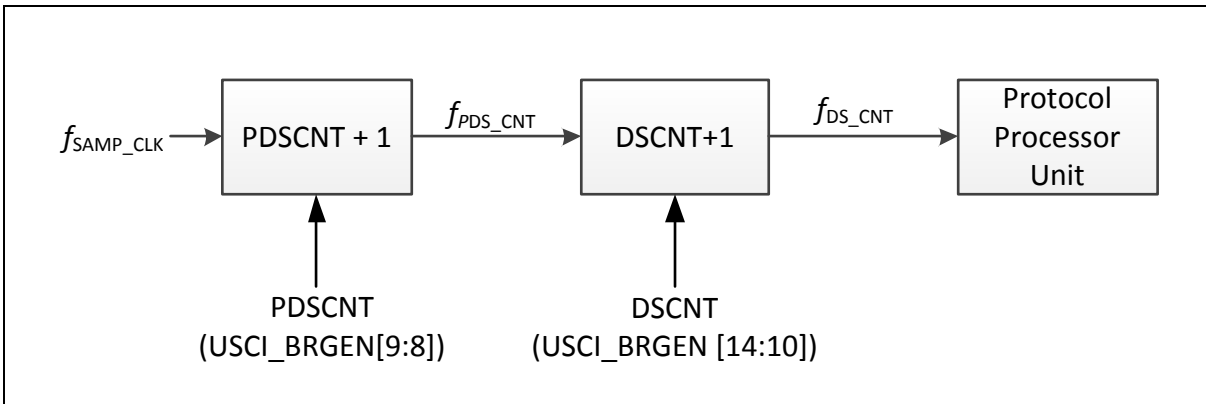 fSAMP_CLK
PDSCNT + 1
fPDS_CNT
DSCNT+1
fDS_CNT
Protocol
Processor
Unit
PDSCNT
(USCI_BRGEN[9:8])
DSCNT
(USCI_BRGEN [14:10])